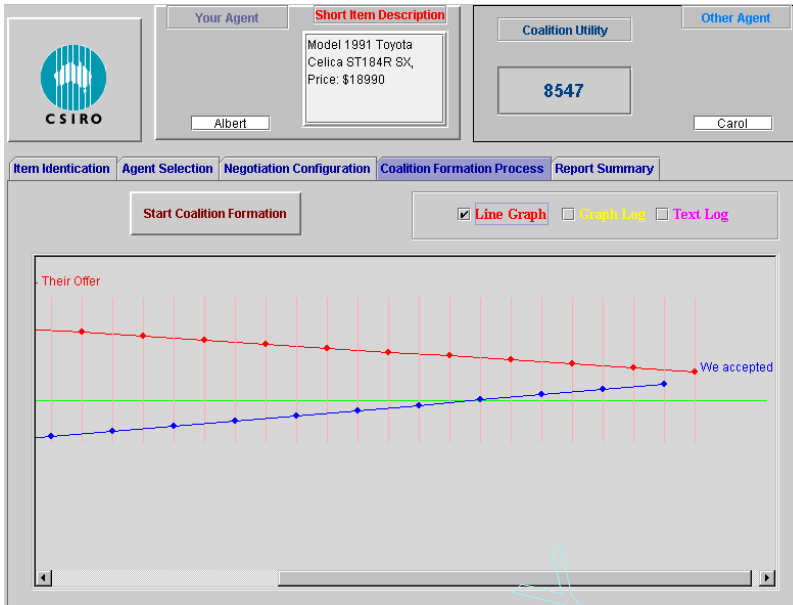 Your Agent
Short Item Description
Other Agent
Coalition Utility
Model 1991 Toyota
Celica ST184R SX,
Price: $18990
8547
CSIRO
Albert
Carol
Item Identication
Agent Selection
Negotiation Configuration
Coalition Formation Process
Report Summary
Start Coalition Formation
Line Graph
Graph Log
Text Log
Their Offer
We accepted